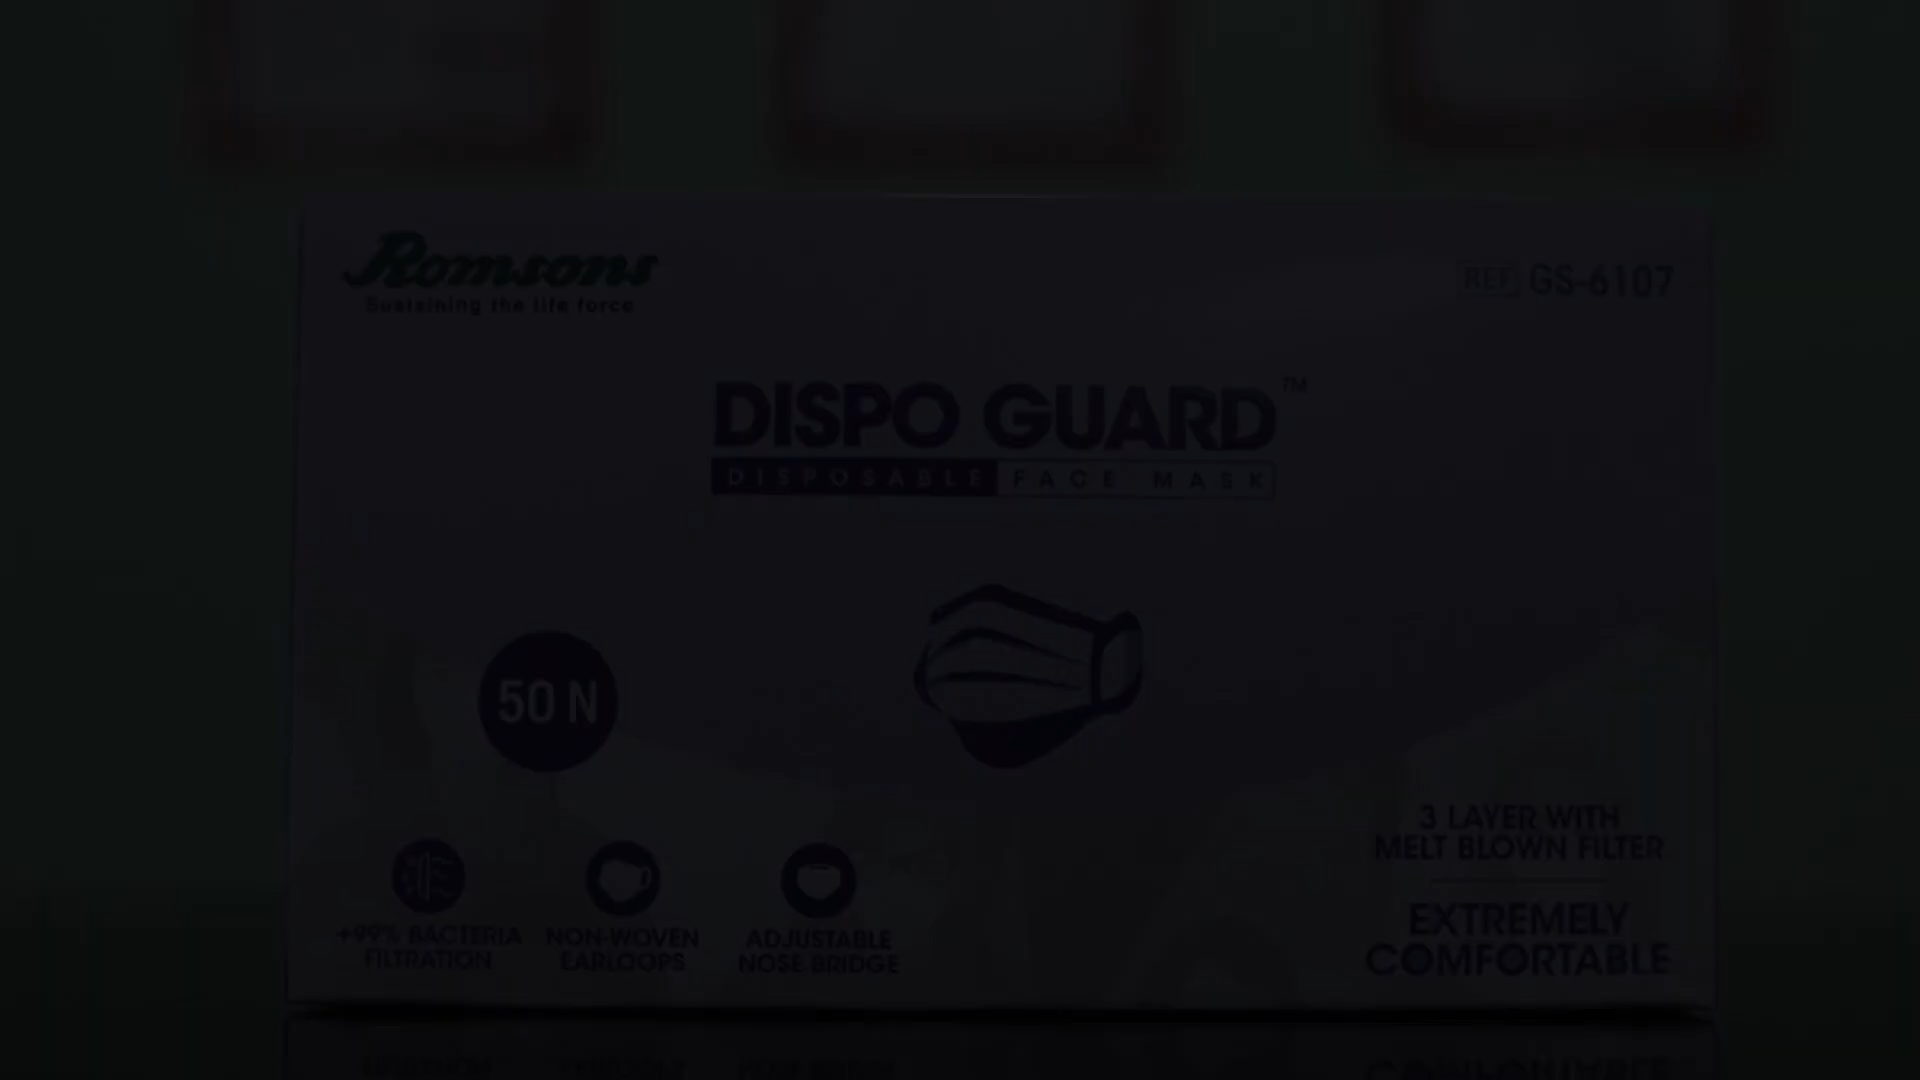 Romsons
Sustaining the life force
REF GS-6107
DISPO GUARD™
DISPOSABLE FACE MASK
50 N
3 LAYER WITH
MELT BLOWN FILTER
EXTREMELY
COMFORTABLE
+99% BACTERIA
FILTRATION
NON-WOVEN
EARLOOPS
ADJUSTABLE
NOSE BRIDGE